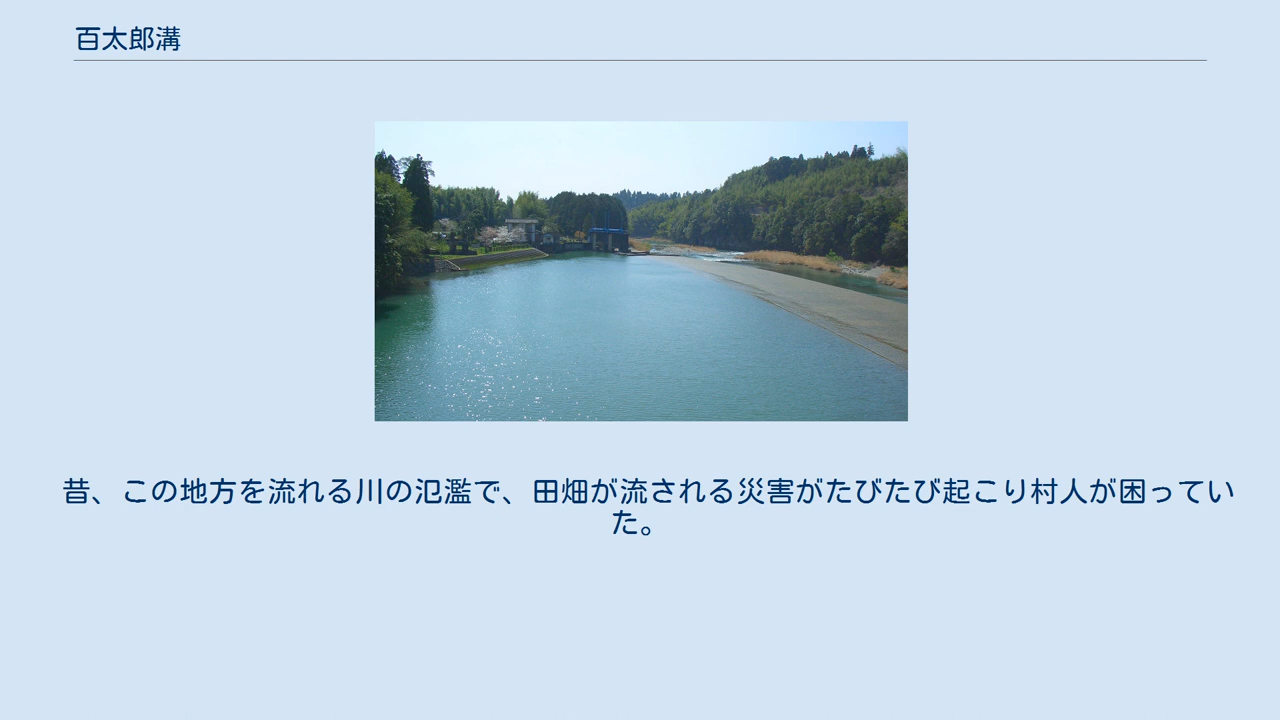 百太郎溝
昔、この地方を流れる川の氾濫で、田畑が流される災害がたびたび起こり村人が困ってい
た。